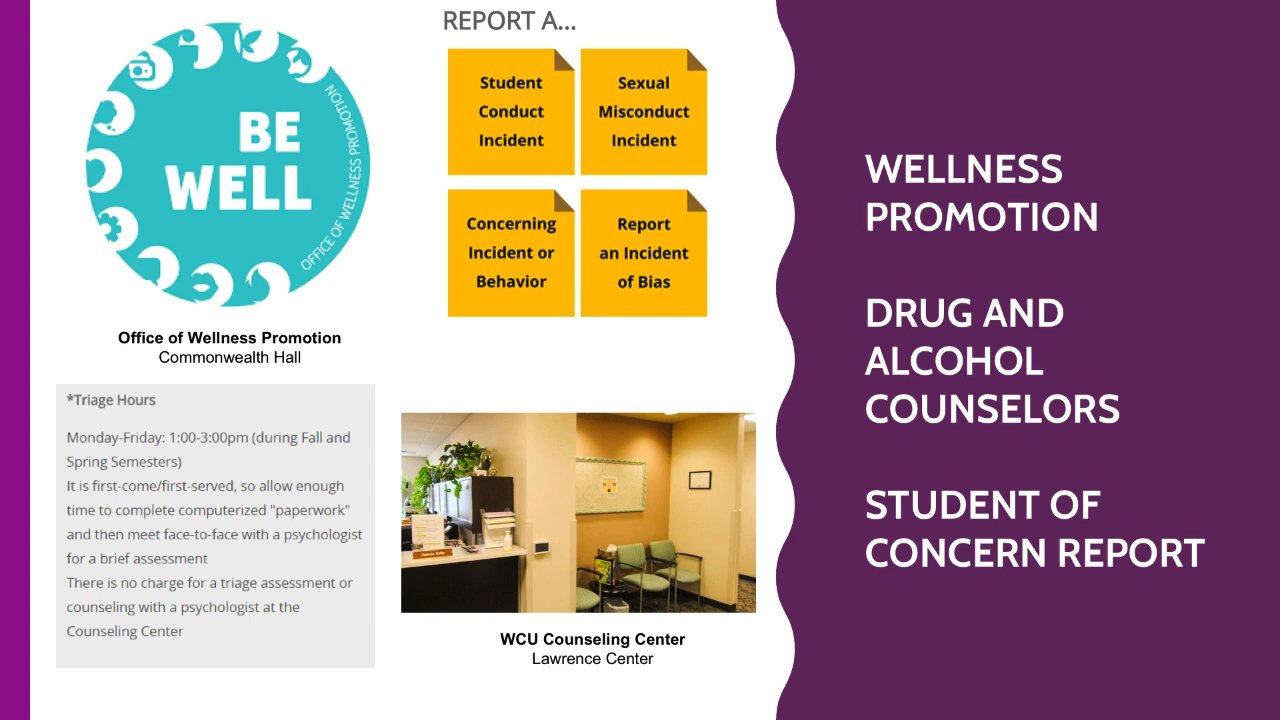 BE
WELL
OFFICE OF WELLNESS PROMOTION
Office of Wellness Promotion
Commonwealth Hall
REPORT A...
Student
Conduct
Incident
Sexual
Misconduct
Incident
Concerning
Incident or
Behavior
Report
an Incident
of Bias
*Triage Hours
Monday-Friday: 1:00-3:00pm (during Fall and
Spring Semesters)
It is first-come/first-served, so allow enough
time to complete computerized "paperwork"
and then meet face-to-face with a psychologist
for a brief assessment
There is no charge for a triage assessment or
counseling with a psychologist at the
Counseling Center
WCU Counseling Center
Lawrence Center
WELLNESS
PROMOTION
DRUG AND
ALCOHOL
COUNSELORS
STUDENT OF
CONCERN REPORT